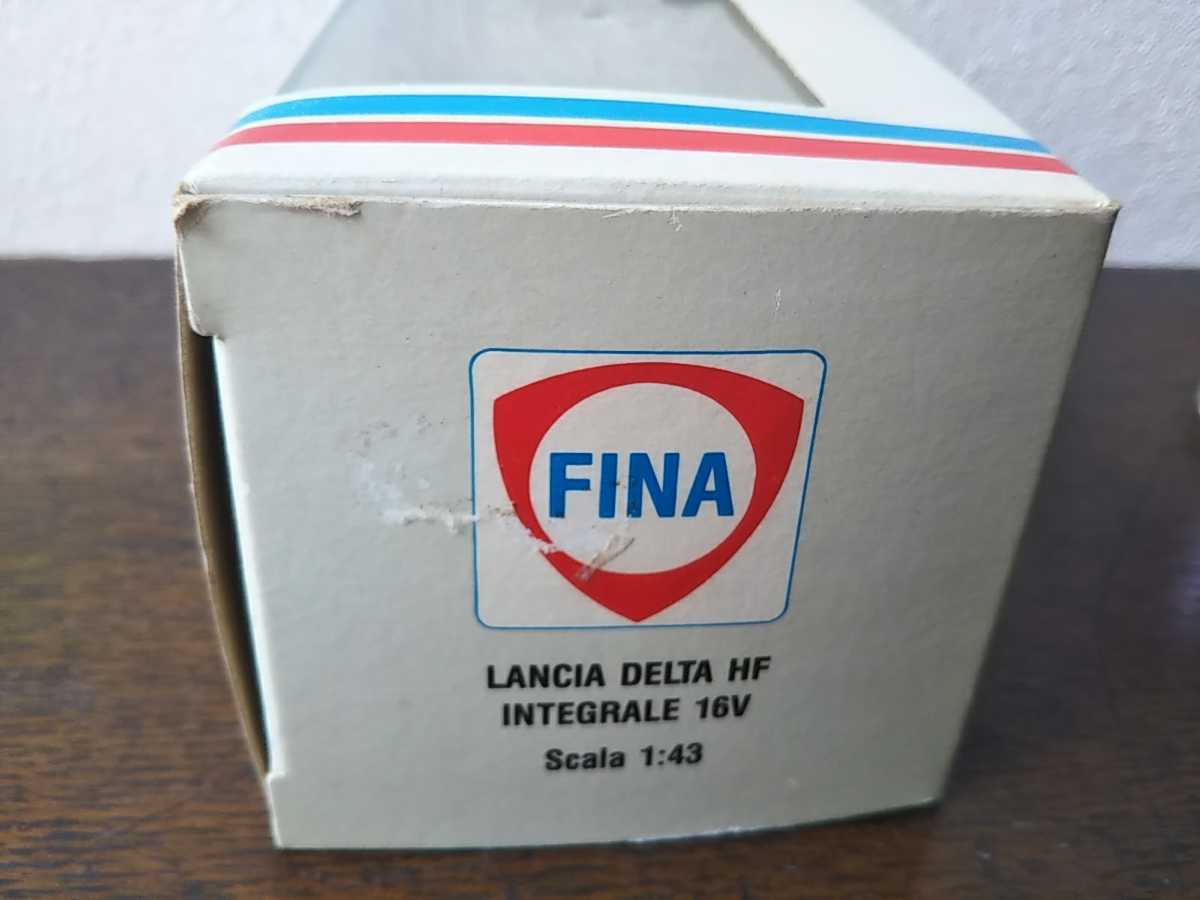 FINA
LANCIA DELTA HF
INTEGRALE 16V
Scala 1:43